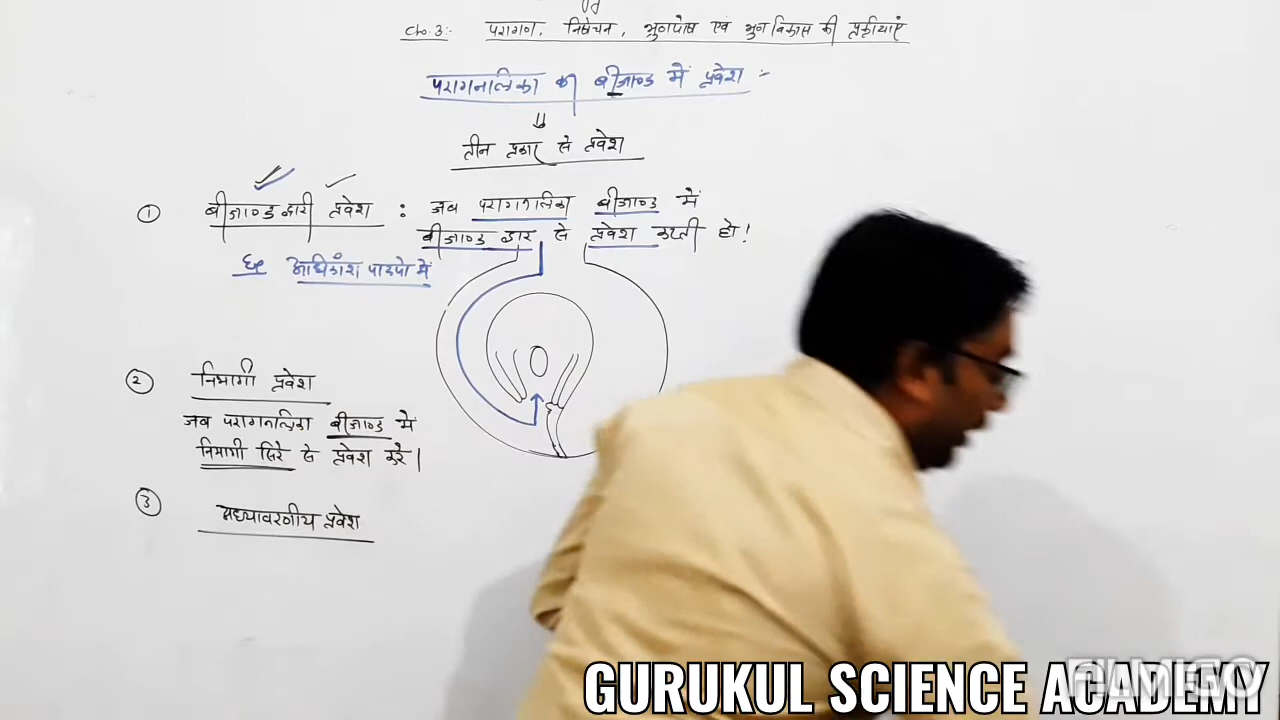 Ch. 3:- परागण, निषेचन, भ्रुणपोष एवं भ्रुण विकास की प्रक्रीयाएं
परागनलिका का बीजाण्ड में प्रवेश :-
तीन प्रकार से प्रवेश
① बीजाण्ड द्वारी प्रवेश : जब परागनलिका बीजाण्ड में
बीजाण्ड द्वार से प्रवेश करती हो!
अधिकांश पादपो में
② निभागी प्रवेश
जब परागनलिका बीजाण्ड में
निभागी सिरे से प्रवेश करे।
③ मध्यावरणीय प्रवेश
GURUKUL SCIENCE ACADEMY
FILMIGO